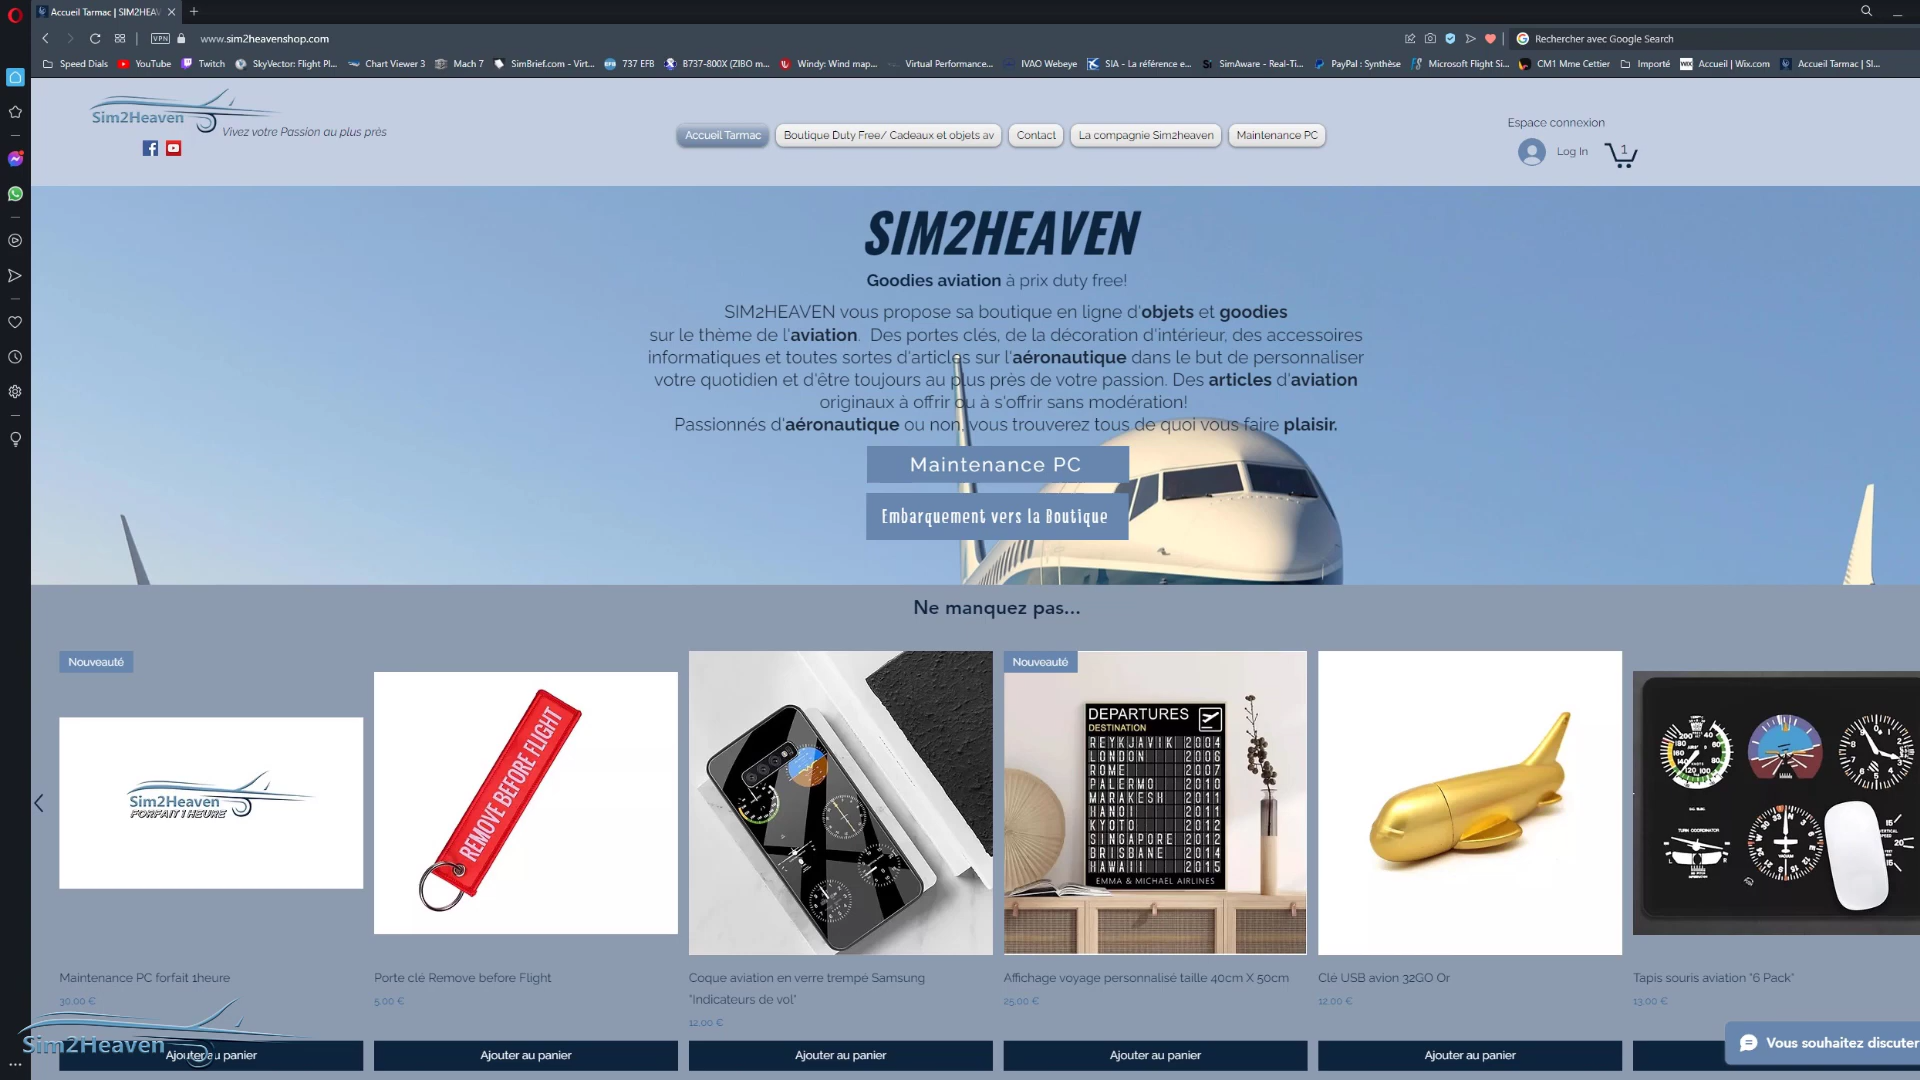 Accueil Tarmac | SIM2HEAV
VPN
www.sim2heavenshop.com
Rechercher avec Google Search
Speed Dials
YouTube
Twitch
SkyVector: Flight Pl...
Chart Viewer 3
Mach 7
SimBrief.com - Virt...
737 EFB
B737-800X (ZIBO m...
Windy: Wind map...
Virtual Performance...
IVAO Webeye
SIA - La référence e...
SimAware - Real-Ti...
PayPal : Synthèse
Microsoft Flight Si...
CM1 Mme Cettier
Importé
Accueil | Wix.com
Accueil Tarmac | SI...
Sim2Heaven
Vivez votre Passion au plus près
Accueil Tarmac
Boutique Duty Free/ Cadeaux et objets av
Contact
La compagnie Sim2heaven
Maintenance PC
Espace connexion
Log In
1
SIM2HEAVEN
Goodies aviation à prix duty free!
SIM2HEAVEN vous propose sa boutique en ligne d'objets et goodies
sur le thème de l'aviation. Des portes clés, de la décoration d'intérieur, des accessoires
informatiques et toutes sortes d'articles sur l'aéronautique dans le but de personnaliser
votre quotidien et d'être toujours au plus près de votre passion. Des articles d'aviation
originaux à offrir ou à s'offrir sans modération!
Passionnés d'aéronautique ou non, vous trouverez tous de quoi vous faire plaisir.
Maintenance PC
Embarquement vers la Boutique
Ne manquez pas...
Nouveauté
Sim2Heaven
FORFAIT 1 HEURE
Maintenance PC forfait 1heure
30,00 €
Ajouter au panier
REMOVE BEFORE FLIGHT
Porte clé Remove before Flight
5,00 €
Ajouter au panier
Coque aviation en verre trempé Samsung
"Indicateurs de vol"
12,00 €
Ajouter au panier
Nouveauté
DEPARTURES
DESTINATION
REYKJAVIK 2004
LONDON 2006
ROME 2007
PALERMO 2010
MARAKESH 2011
HANOI 2011
KYOTO 2012
SINGAPORE 2012
BRISBANE 2014
HAWAII 2015
EMMA & MICHAEL AIRLINES
Affichage voyage personnalisé taille 40cm X 50cm
25,00 €
Ajouter au panier
Clé USB avion 32GO Or
12,00 €
Ajouter au panier
TURN COORDINATOR
Tapis souris aviation "6 Pack"
13,00 €
Vous souhaitez discuter
Sim2Heaven